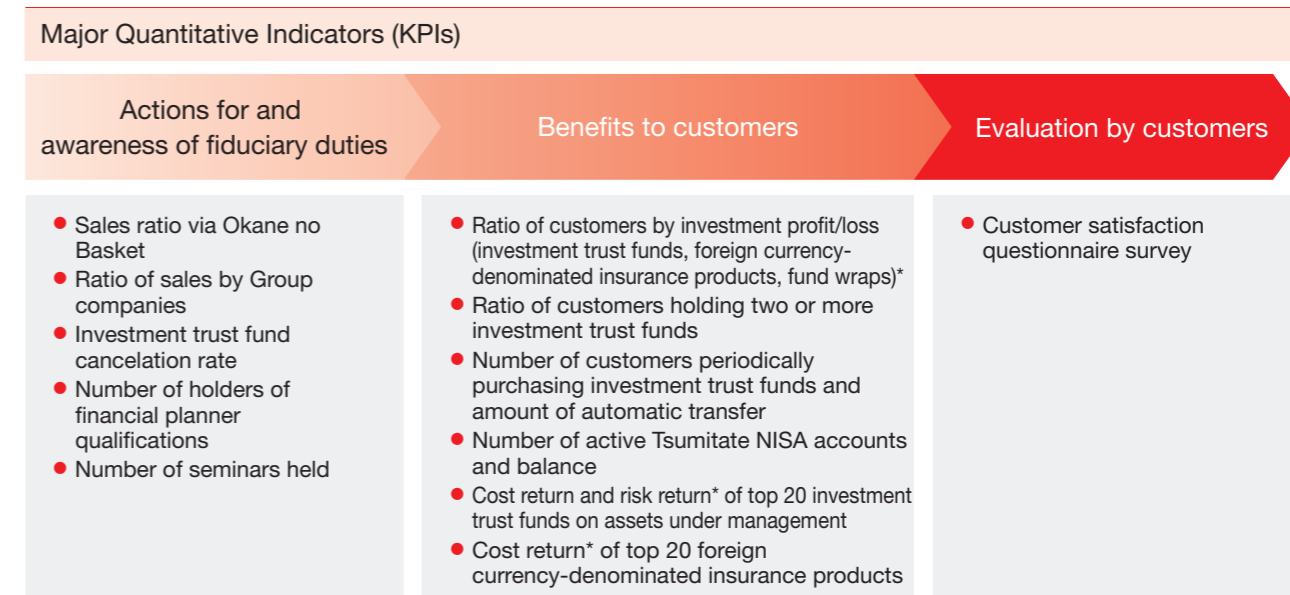 Major Quantitative Indicators (KPIs)
Actions for and
awareness of fiduciary duties
Benefits to customers
Evaluation by customers
● Sales ratio via Okane no
Basket
● Ratio of sales by Group
companies
● Investment trust fund
cancelation rate
● Number of holders of
financial planner
qualifications
● Number of seminars held
● Ratio of customers by investment profit/loss
(investment trust funds, foreign currency-
denominated insurance products, fund wraps)*
● Ratio of customers holding two or more
investment trust funds
● Number of customers periodically
purchasing investment trust funds and
amount of automatic transfer
● Number of active Tsumitate NISA accounts
and balance
● Cost return and risk return* of top 20 investment
trust funds on assets under management
● Cost return* of top 20 foreign
currency-denominated insurance products
● Customer satisfaction
questionnaire survey